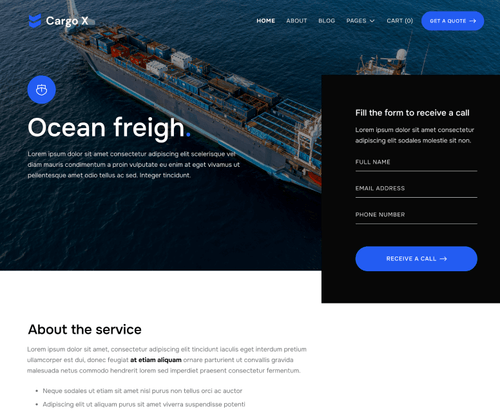 Cargo X
HOME ABOUT BLOG PAGES CART (0) GET A QUOTE
Ocean freigh.
Lorem ipsum dolor sit amet consectetur adipiscing elit scelerisque vel
diam mauris condimentum a proin vulputate eu enim at eget vivamus ut
pellentesque amet odio tellus ac sed. Integer tincidunt.
Fill the form to receive a call
Lorem ipsum dolor sit amet consectetur
adipiscing elit sodales molestie sit non.
FULL NAME
EMAIL ADDRESS
PHONE NUMBER
RECEIVE A CALL
About the service
Lorem ipsum dolor sit amet, consectetur adipiscing elit tincidunt iaculis eget interdum pretium
ullamcorper est dui, donec feugiat at etiam aliquam ornare parturient ut convallis gravida
malesuada netus commodo hendrerit lorem sed imperdiet praesent consectetur fermentum.
• Neque sodales ut etiam sit amet nisi purus non tellus orci ac auctor
• Adipiscing elit ut aliquam purus sit amet viverra suspendisse potenti